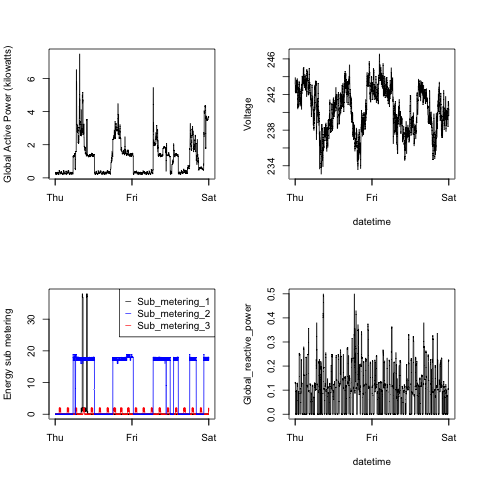 Global Active Power (kilowatts)
0 2 4 6
Thu Fri Sat
Voltage
234 238 242 246
Thu Fri Sat
datetime
Energy sub metering
0 10 20 30
Sub_metering_1
Sub_metering_2
Sub_metering_3
Thu Fri Sat
Global_reactive_power
0.0 0.1 0.2 0.3 0.4 0.5
Thu Fri Sat
datetime